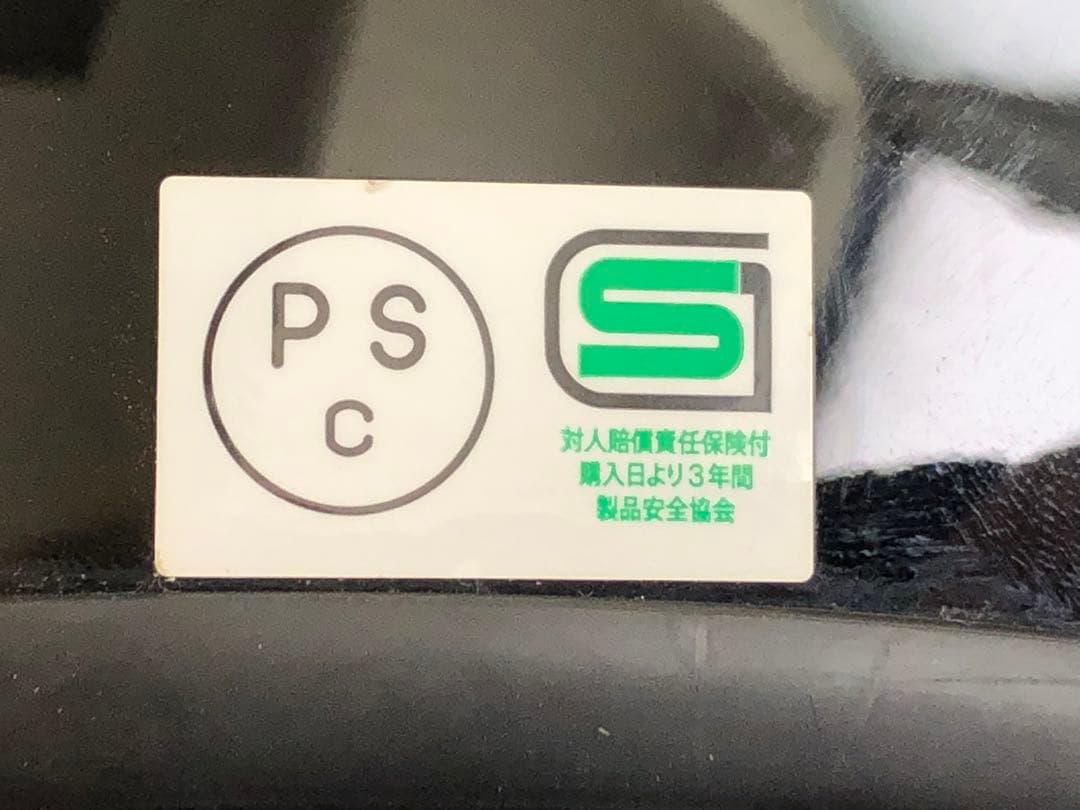 P S
C
S
対人賠償責任保険付
購入日より3年間
製品安全協会